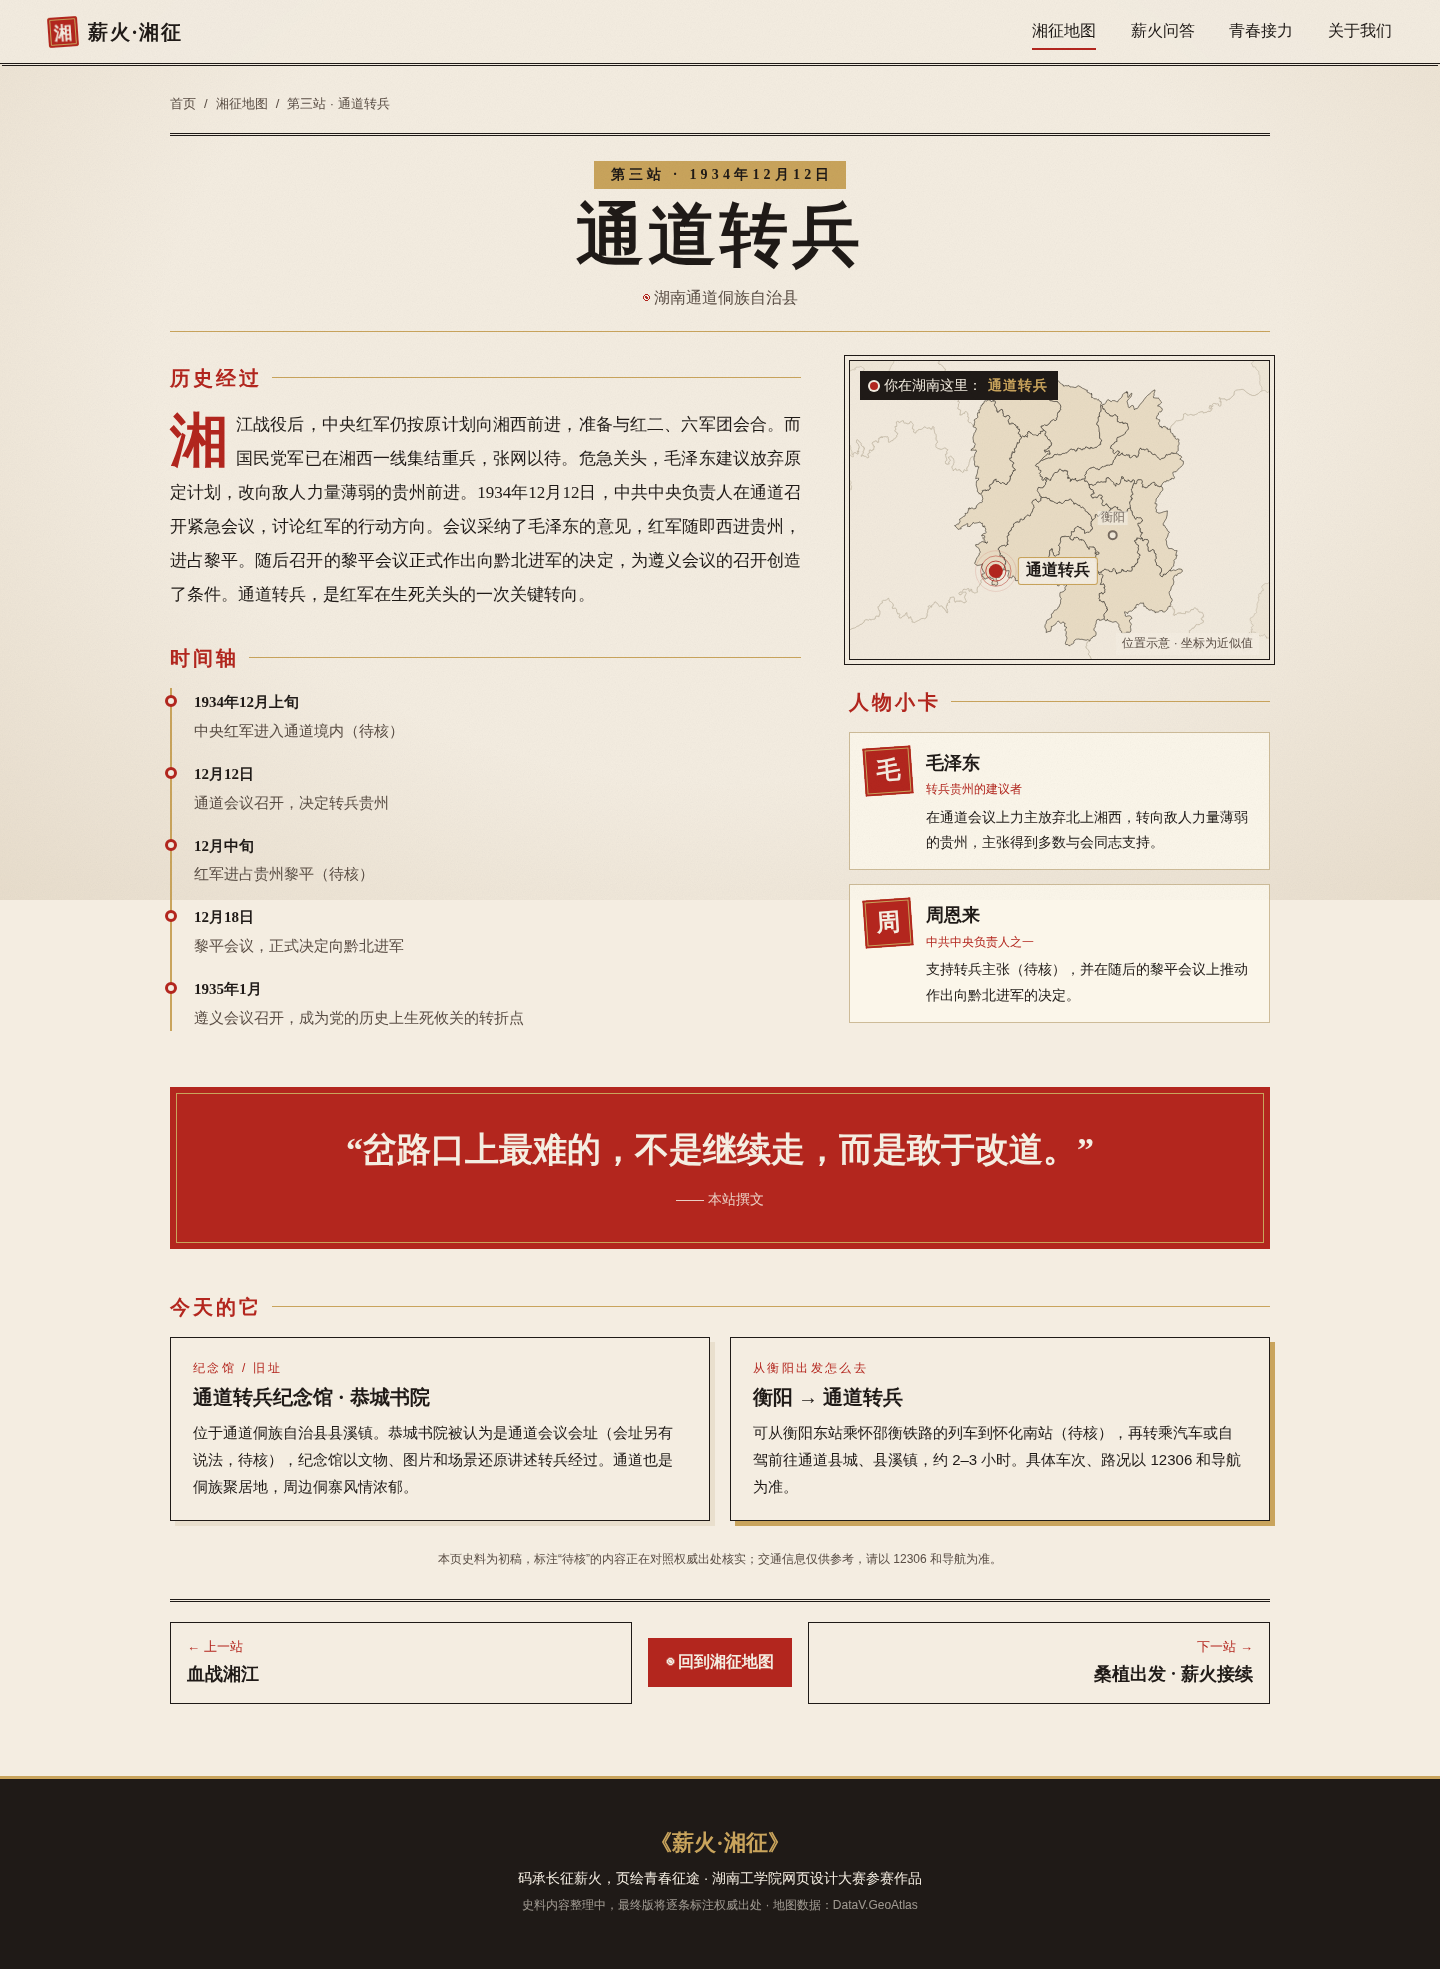 湘 薪火·湘征
湘征地图 薪火问答 青春接力 关于我们
首页 / 湘征地图 / 第三站 · 通道转兵
第三站 · 1934年12月12日
通道转兵
湖南通道侗族自治县
历史经过
湘江战役后，中央红军仍按原计划向湘西前进，准备与红二、六军团会合。而
国民党军已在湘西一线集结重兵，张网以待。危急关头，毛泽东建议放弃原
定计划，改向敌人力量薄弱的贵州前进。1934年12月12日，中共中央负责人在通道召
开紧急会议，讨论红军的行动方向。会议采纳了毛泽东的意见，红军随即西进贵州，
进占黎平。随后召开的黎平会议正式作出向黔北进军的决定，为遵义会议的召开创造
了条件。通道转兵，是红军在生死关头的一次关键转向。
时间轴
1934年12月上旬
中央红军进入通道境内（待核）
12月12日
通道会议召开，决定转兵贵州
12月中旬
红军进占贵州黎平（待核）
12月18日
黎平会议，正式决定向黔北进军
1935年1月
遵义会议召开，成为党的历史上生死攸关的转折点
你在湖南这里： 通道转兵
衡阳
通道转兵
位置示意 · 坐标为近似值
人物小卡
毛
毛泽东
转兵贵州的建议者
在通道会议上力主放弃北上湘西，转向敌人力量薄弱
的贵州，主张得到多数与会同志支持。
周
周恩来
中共中央负责人之一
支持转兵主张（待核），并在随后的黎平会议上推动
作出向黔北进军的决定。
“岔路口上最难的，不是继续走，而是敢于改道。”
—— 本站撰文
今天的它
纪念馆 / 旧址
通道转兵纪念馆 · 恭城书院
位于通道侗族自治县县溪镇。恭城书院被认为是通道会议会址（会址另有
说法，待核），纪念馆以文物、图片和场景还原讲述转兵经过。通道也是
侗族聚居地，周边侗寨风情浓郁。
从衡阳出发怎么去
衡阳 → 通道转兵
可从衡阳东站乘怀邵衡铁路的列车到怀化南站（待核），再转乘汽车或自
驾前往通道县城、县溪镇，约 2–3 小时。具体车次、路况以 12306 和导航
为准。
本页史料为初稿，标注“待核”的内容正在对照权威出处核实；交通信息仅供参考，请以 12306 和导航为准。
← 上一站
血战湘江
回到湘征地图
下一站 →
桑植出发 · 薪火接续
《薪火·湘征》
码承长征薪火，页绘青春征途 · 湖南工学院网页设计大赛参赛作品
史料内容整理中，最终版将逐条标注权威出处 · 地图数据：DataV.GeoAtlas